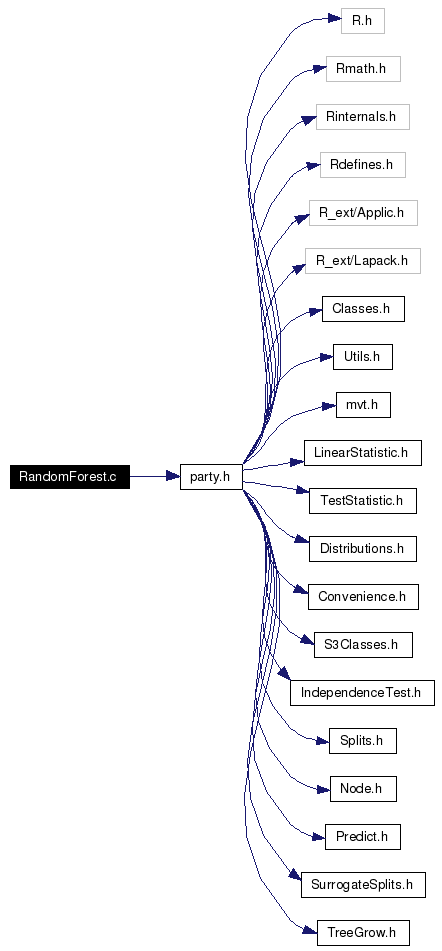 R.h
Rmath.h
Rinternals.h
Rdefines.h
R_ext/Applic.h
R_ext/Lapack.h
Classes.h
Utils.h
mvt.h
LinearStatistic.h
RandomForest.c
party.h
TestStatistic.h
Distributions.h
Convenience.h
S3Classes.h
IndependenceTest.h
Splits.h
Node.h
Predict.h
SurrogateSplits.h
TreeGrow.h